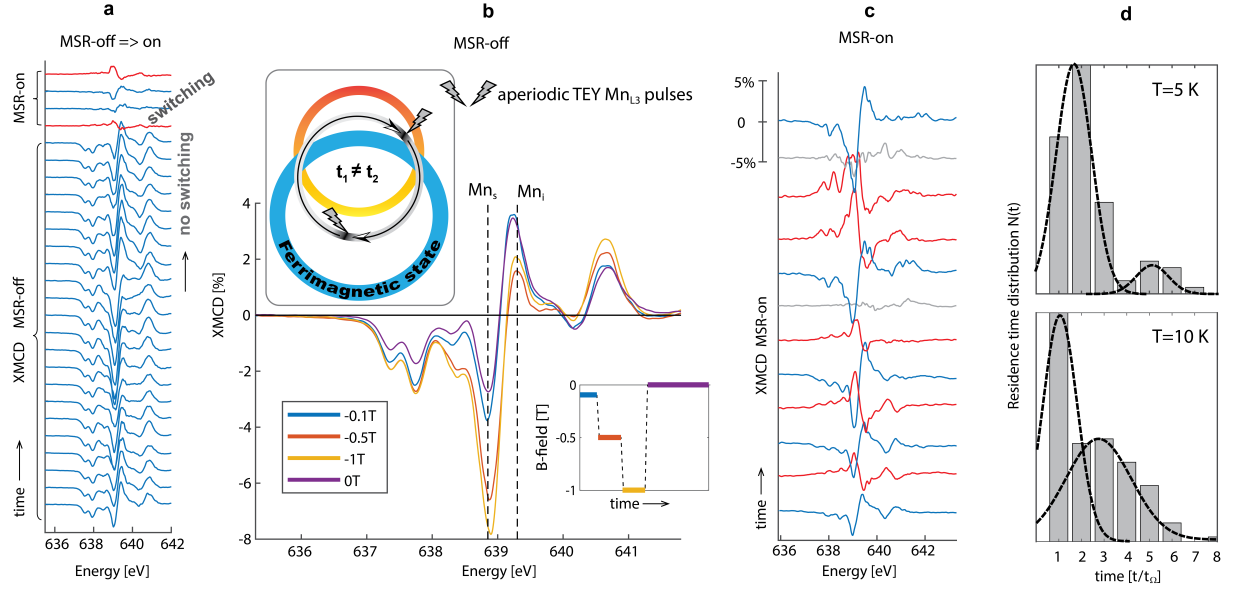 a
MSR-off => on
MSR-on
switching
no switching
MSR-off
XMCD
time
636 638 640 642
Energy [eV]
b
MSR-off
aperiodic TEY MnL3 pulses
t1 ≠ t2
Ferrimagnetic state
Mns
Mni
4
2
0
-2
-4
-6
-8
XMCD [%]
-0.1T
-0.5T
-1T
0T
0
-0.5
-1
B-field [T]
time
636 637 638 639 640 641
Energy [eV]
c
MSR-on
5%
0
-5%
XMCD MSR-on
time
636 638 640 642
Energy [eV]
d
T=5 K
T=10 K
Residence time distribution N(t)
1 2 3 4 5 6 7 8
time [t/tΩ]